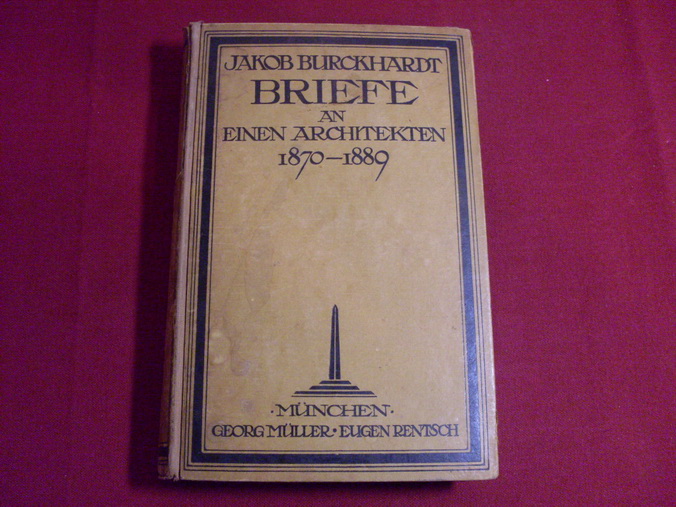 JAKOB BURCKHARDT
BRIEFE
AN
EINEN ARCHITEKTEN
1870–1889
·MÜNCHEN·
GEORG MÜLLER·EUGEN RENTSCH